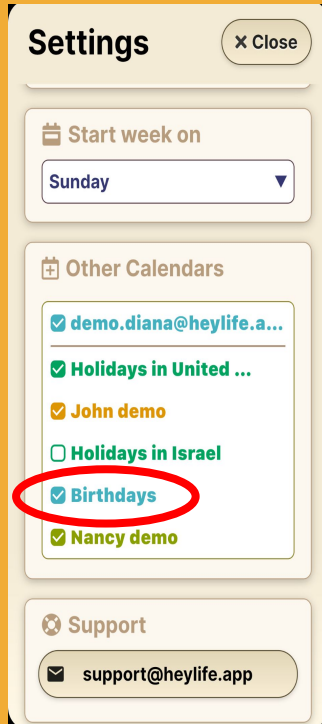 Settings
× Close
Start week on
Sunday
Other Calendars
demo.diana@heylife.a...
Holidays in United ...
John demo
Holidays in Israel
Birthdays
Nancy demo
Support
support@heylife.app